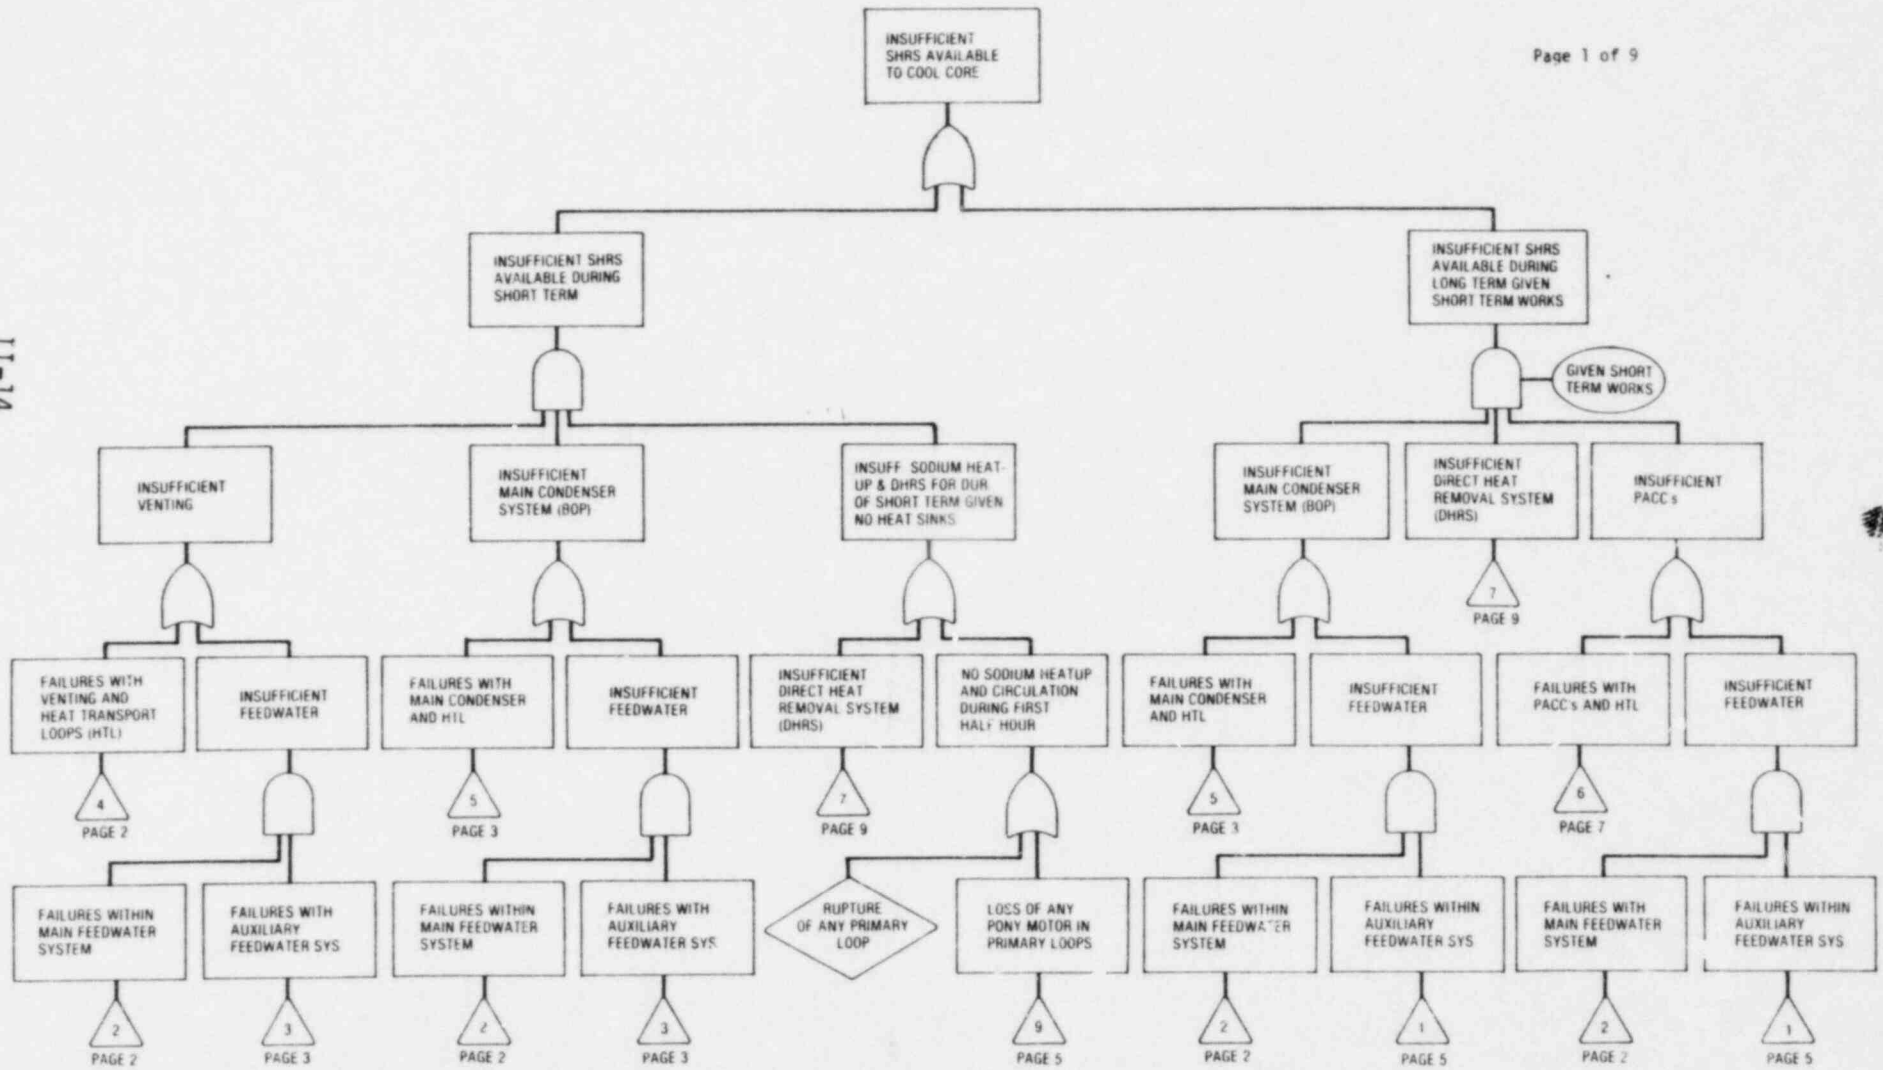 Page 1 of 9
INSUFFICIENT
SHRS AVAILABLE
TO COOL CORE
INSUFFICIENT SHRS
AVAILABLE DURING
SHORT TERM
INSUFFICIENT SHRS
AVAILABLE DURING
LONG TERM GIVEN
SHORT TERM WORKS
GIVEN SHORT
TERM WORKS
INSUFFICIENT
VENTING
INSUFFICIENT
MAIN CONDENSER
SYSTEM (BOP)
INSUFF SODIUM HEAT-
UP & DHRS FOR DUR
OF SHORT TERM GIVEN
NO HEAT SINKS
INSUFFICIENT
MAIN CONDENSER
SYSTEM (BOP)
INSUFFICIENT
DIRECT HEAT
REMOVAL SYSTEM
(DHRS)
7
PAGE 9
INSUFFICIENT
PACC's
FAILURES WITH
VENTING AND
HEAT TRANSPORT
LOOPS (HTL)
4
PAGE 2
INSUFFICIENT
FEEDWATER
FAILURES WITH
MAIN CONDENSER
AND HTL
5
PAGE 3
INSUFFICIENT
FEEDWATER
INSUFFICIENT
DIRECT HEAT
REMOVAL SYSTEM
(DHRS)
7
PAGE 9
NO SODIUM HEATUP
AND CIRCULATION
DURING FIRST
HALF HOUR
FAILURES WITH
MAIN CONDENSER
AND HTL
5
PAGE 3
INSUFFICIENT
FEEDWATER
FAILURES WITH
PACC's AND HTL
6
PAGE 7
INSUFFICIENT
FEEDWATER
FAILURES WITHIN
MAIN FEEDWATER
SYSTEM
2
PAGE 2
FAILURES WITH
AUXILIARY
FEEDWATER SYS
3
PAGE 3
FAILURES WITHIN
MAIN FEEDWATER
SYSTEM
2
PAGE 2
FAILURES WITH
AUXILIARY
FEEDWATER SYS
3
PAGE 3
RUPTURE
OF ANY PRIMARY
LOOP
LOSS OF ANY
PONY MOTOR IN
PRIMARY LOOPS
9
PAGE 5
FAILURES WITHIN
MAIN FEEDWATER
SYSTEM
2
PAGE 2
FAILURES WITHIN
AUXILIARY
FEEDWATER SYS
1
PAGE 5
FAILURES WITH
MAIN FEEDWATER
SYSTEM
2
PAGE 2
FAILURES WITHIN
AUXILIARY
FEEDWATER SYS
1
PAGE 5